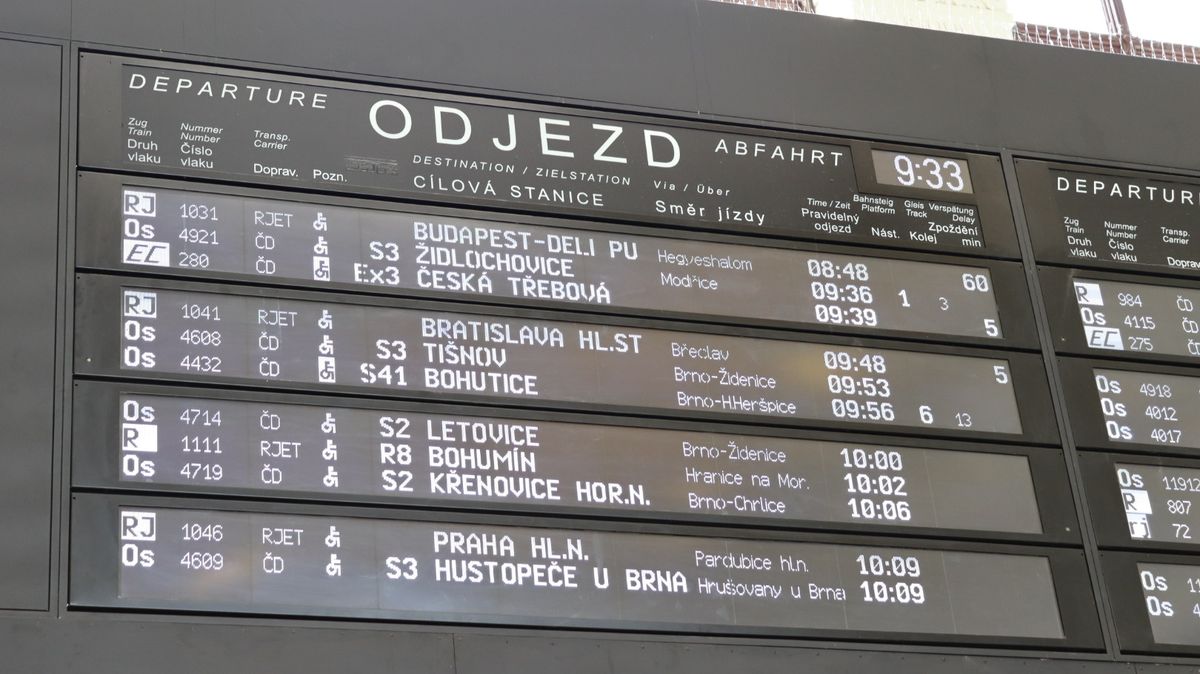 DEPARTURE ODJEZD ABFAHRT 9:33
Zug Nummer Transp.
Train Number Carrier
Druh Číslo
vlaku vlaku Doprav. Pozn.
DESTINATION / ZIELSTATION Via / Über Time / Zeit Bahnsteig Gleis Verspätung
CÍLOVÁ STANICE Směr jízdy Pravidelný Platform Track Delay
odjezd Nást. Kolej Zpoždění
min
RJ 1031 RJET BUDAPEST-DELI PU Hegyeshalom 08:48 60
Os 4921 ČD S3 ŽIDLOCHOVICE Modřice 09:36 1 3
EC 280 ČD Ex3 ČESKÁ TŘEBOVÁ 09:39 5
RJ 1041 RJET BRATISLAVA HL.ST Břeclav 09:48 5
Os 4608 ČD S3 TIŠNOV Brno-Židenice 09:53
Os 4432 ČD S41 BOHUTICE Brno-H.Heršpice 09:56 6 13
Os 4714 ČD S2 LETOVICE Brno-Židenice 10:00
R 1111 RJET R8 BOHUMÍN Hranice na Mor. 10:02
Os 4719 ČD S2 KŘENOVICE HOR.N. Brno-Chrlice 10:06
RJ 1046 RJET PRAHA HL.N. Pardubice hl.n. 10:09
Os 4609 ČD S3 HUSTOPEČE U BRNA Hrušovany u Brna 10:09
DEPARTUR
Zug Nummer Transp.
Train Number Carrier
Druh Číslo
vlaku vlaku Doprav
R 984 ČD
Os 4115 ČD
EC 275
Os 4918
Os 4012
Os 4017
Os 11912
R 807
rj 72
Os 11
Os 4